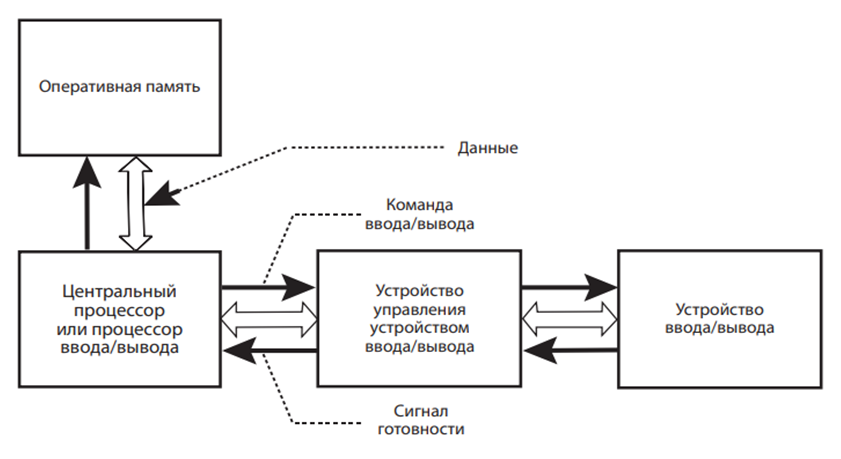 Оперативная память
Данные
Команда
ввода/вывода
Центральный
процессор
или процессор
ввода/вывода
Устройство
управления
устройством
ввода/вывода
Устройство
ввода/вывода
Сигнал
готовности